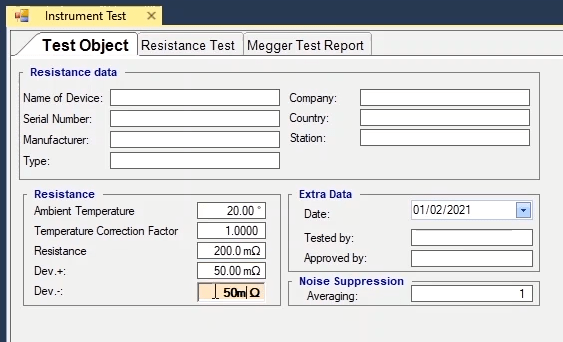 Instrument Test
Test Object Resistance Test Megger Test Report
Resistance data
Name of Device: Company:
Serial Number: Country:
Manufacturer: Station:
Type:
Resistance
Ambient Temperature 20.00 °
Temperature Correction Factor 1.0000
Resistance 200.0 mΩ
Dev.+: 50.00 mΩ
Dev.-: 50m Ω
Extra Data
Date: 01/02/2021
Tested by:
Approved by:
Noise Suppression
Averaging: 1